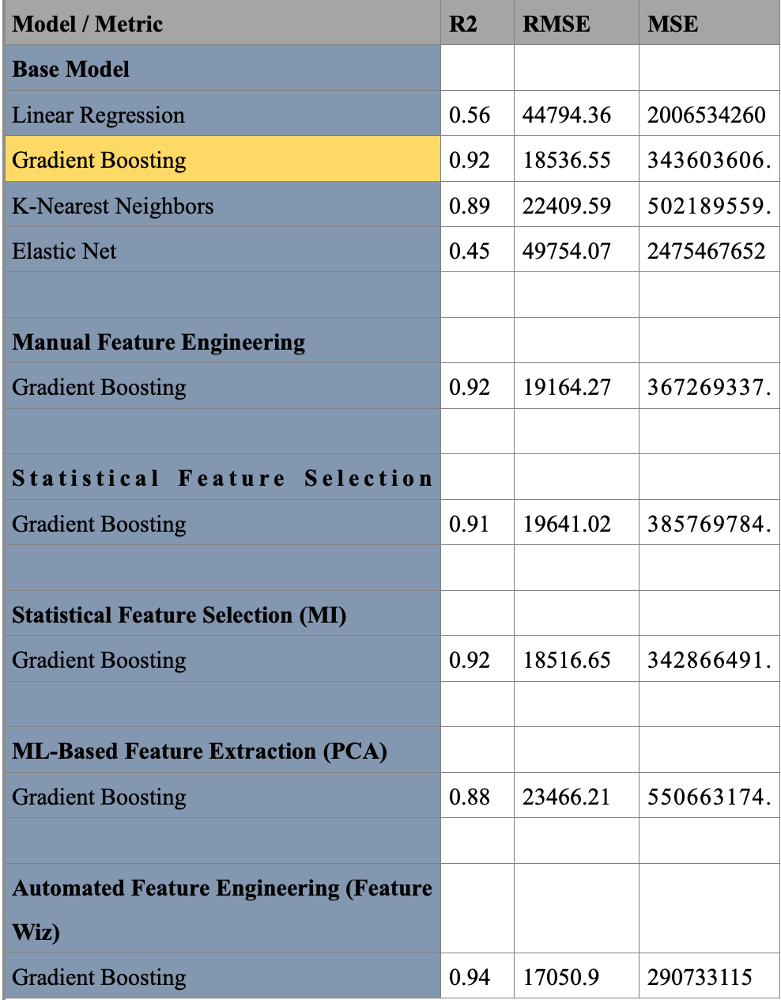 Model / Metric R2 RMSE MSE
Base Model
Linear Regression 0.56 44794.36 2006534260
Gradient Boosting 0.92 18536.55 343603606.
K-Nearest Neighbors 0.89 22409.59 502189559.
Elastic Net 0.45 49754.07 2475467652
Manual Feature Engineering
Gradient Boosting 0.92 19164.27 367269337.
Statistical Feature Selection
Gradient Boosting 0.91 19641.02 385769784.
Statistical Feature Selection (MI)
Gradient Boosting 0.92 18516.65 342866491.
ML-Based Feature Extraction (PCA)
Gradient Boosting 0.88 23466.21 550663174.
Automated Feature Engineering (Feature
Wiz)
Gradient Boosting 0.94 17050.9 290733115